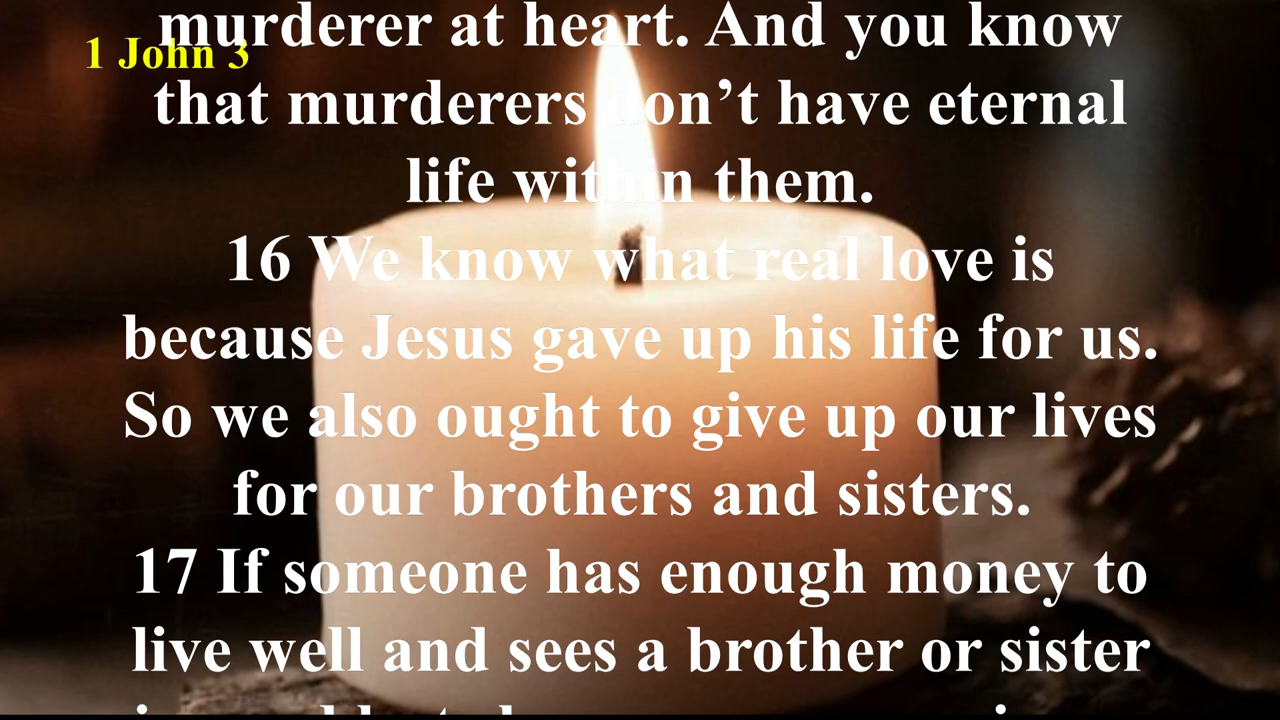 murderer at heart. And you know
1 John 3
that murderers don’t have eternal
life within them.
16 We know what real love is
because Jesus gave up his life for us.
So we also ought to give up our lives
for our brothers and sisters.
17 If someone has enough money to
live well and sees a brother or sister